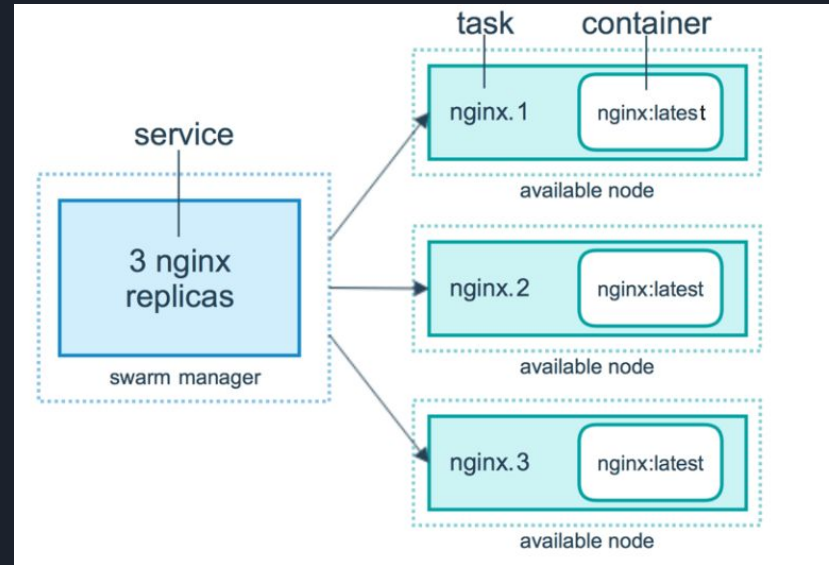 task
container
nginx.1
nginx:latest
available node
service
3 nginx
replicas
swarm manager
nginx.2
nginx:latest
available node
nginx.3
nginx:latest
available node